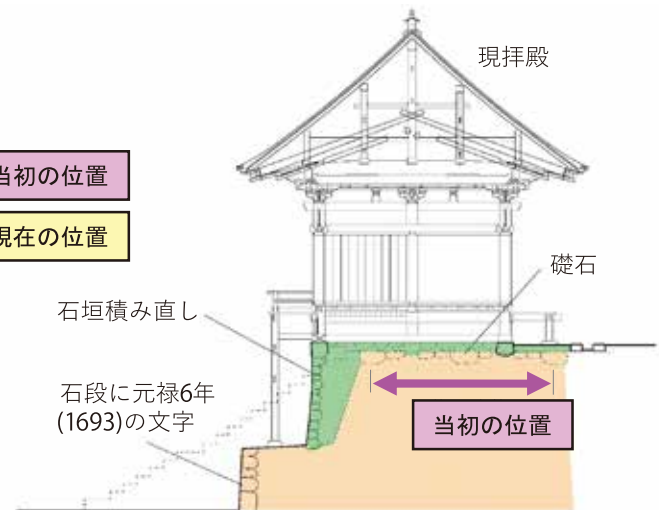 現拝殿
当初の位置
現在の位置
礎石
石垣積み直し
石段に元禄6年
(1693)の文字
当初の位置